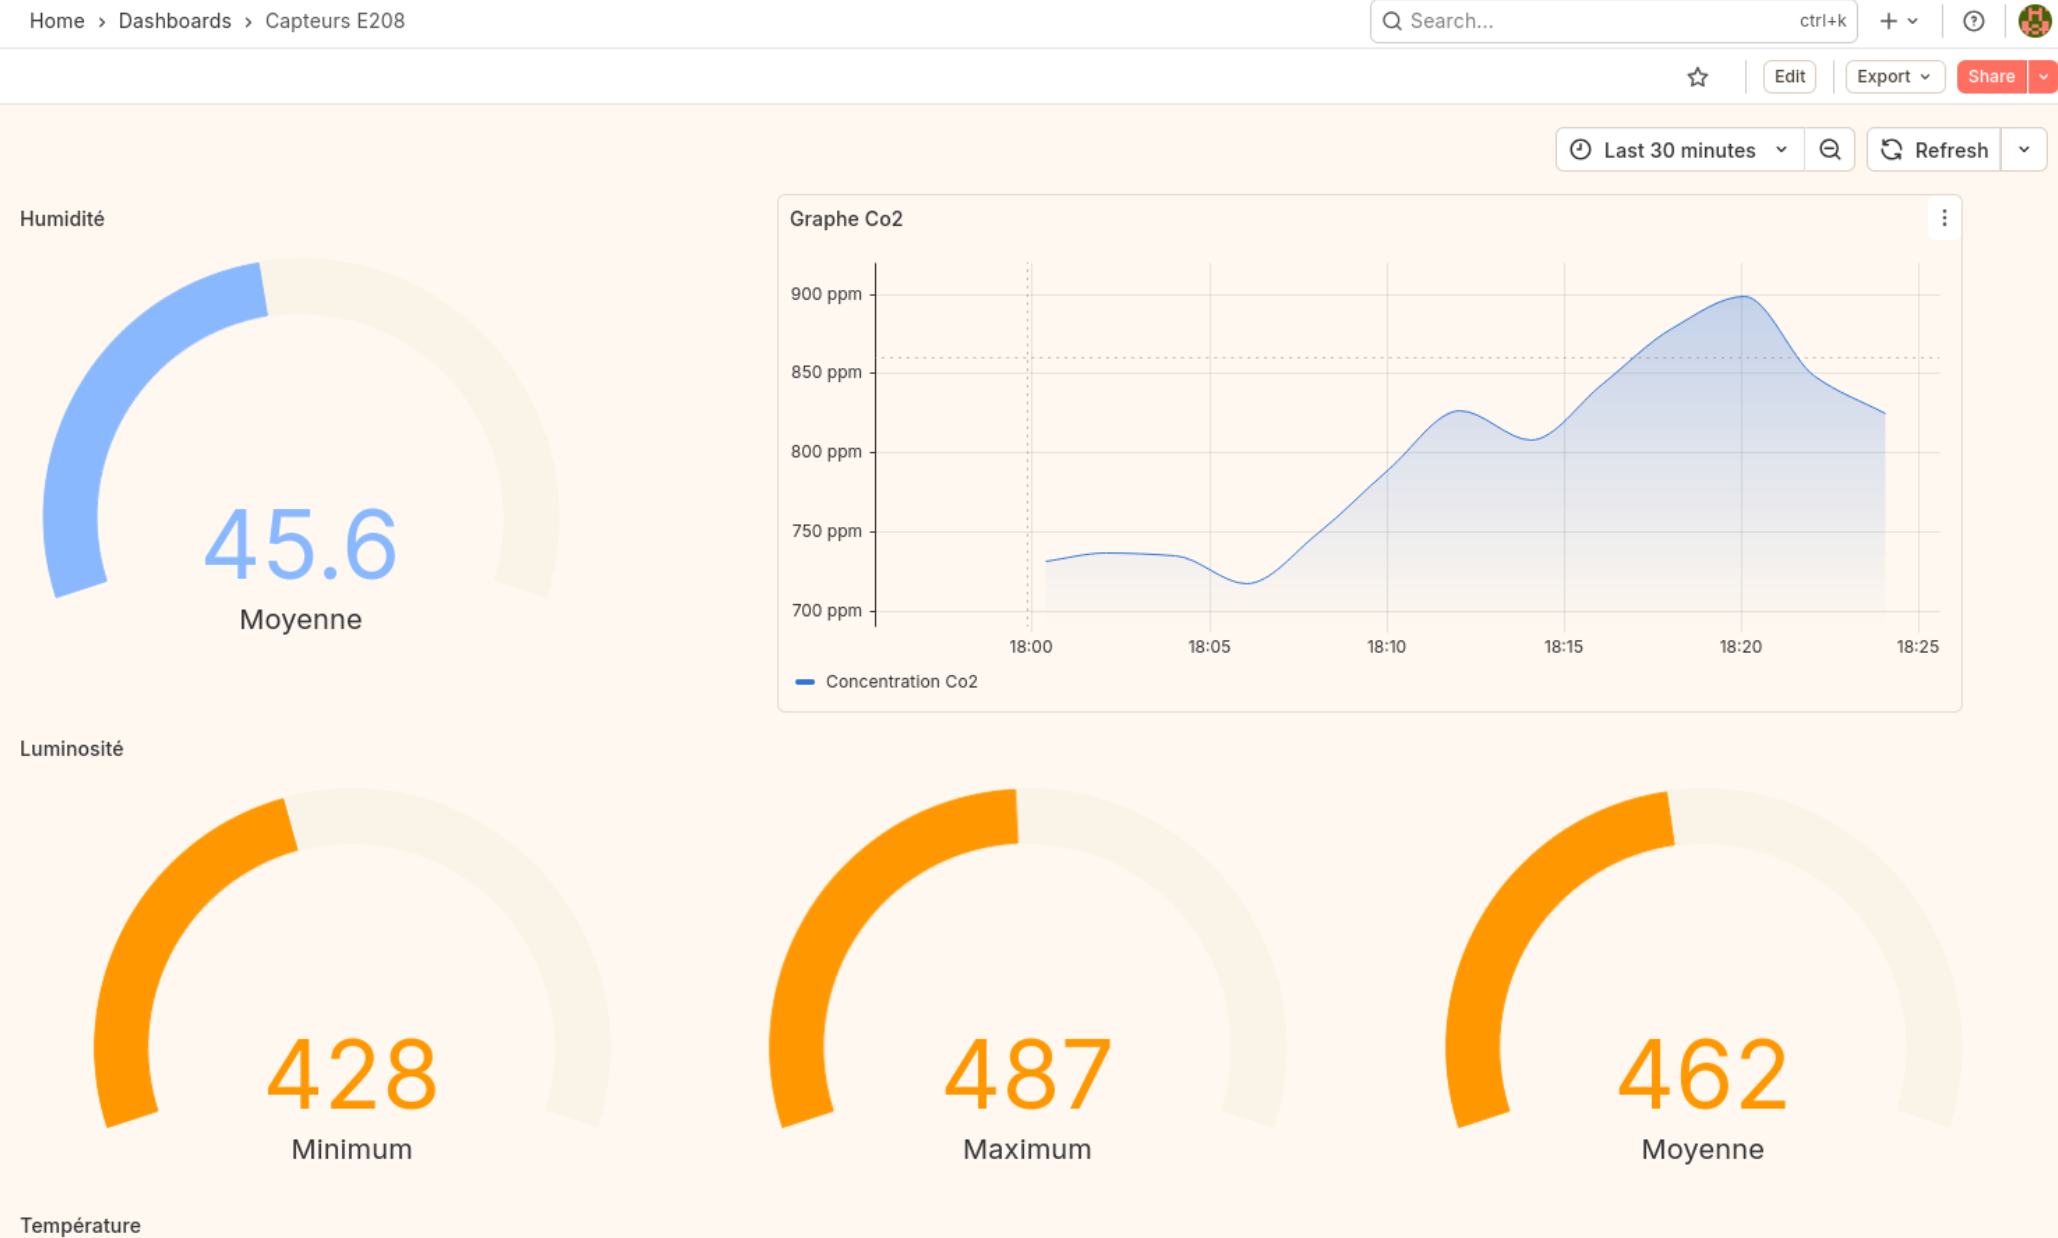 Home › Dashboards › Capteurs E208
Search... ctrl+k
Edit Export Share
Last 30 minutes Refresh
Humidité
45.6
Moyenne
Graphe Co2
900 ppm
850 ppm
800 ppm
750 ppm
700 ppm
18:00 18:05 18:10 18:15 18:20 18:25
Concentration Co2
Luminosité
428 487 462
Minimum Maximum Moyenne
Température